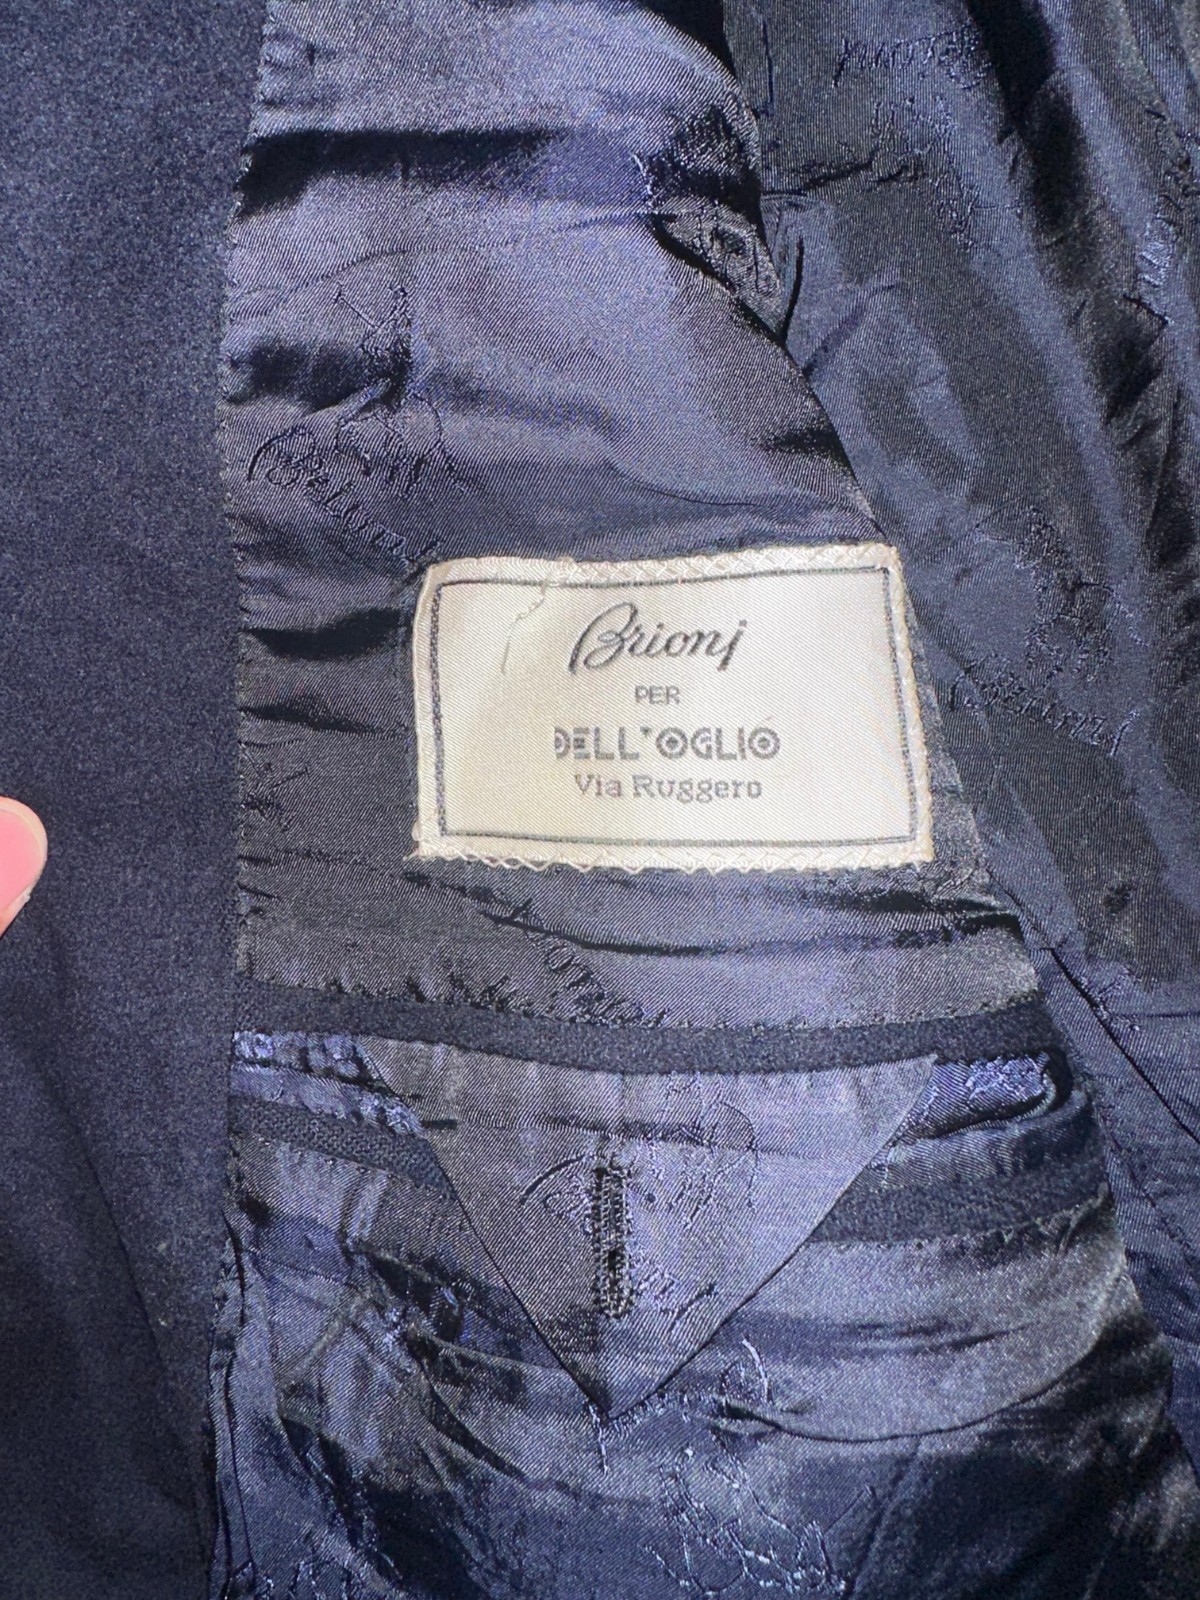 Brioni
PER
DELL'OGLIO
Via Ruggero